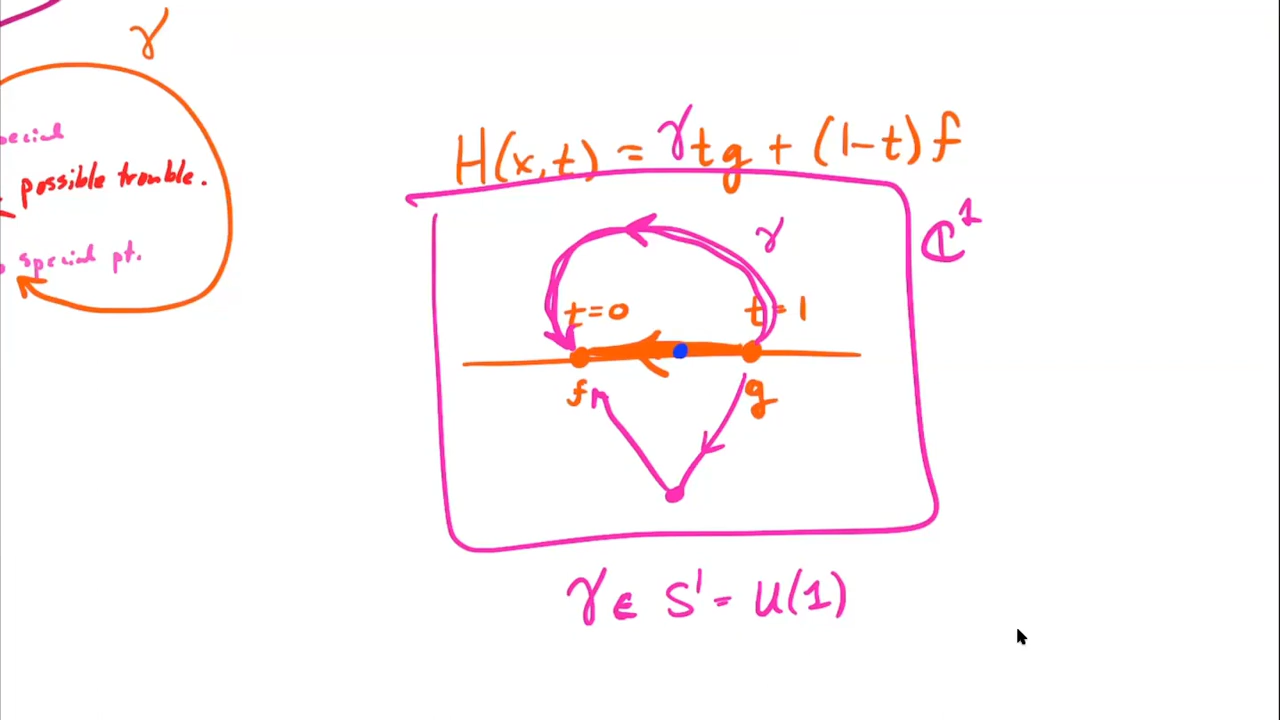 γ
possible trouble.
special pt.
H(x,t) = γtg + (1-t)f
γ
ℂ¹
t=0
t=1
f
g
γ ∈ S¹ = U(1)